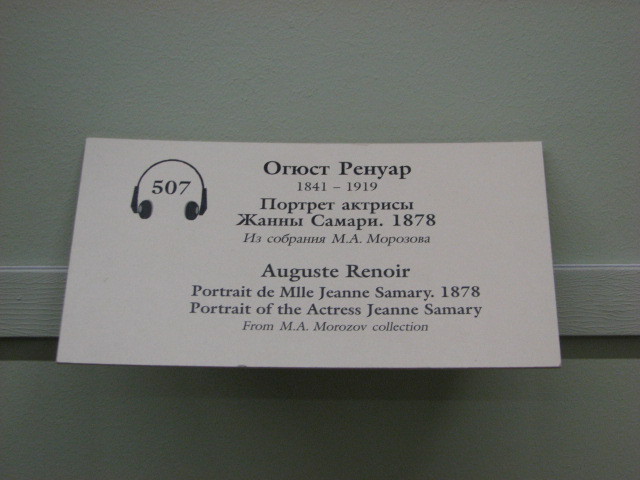 507
Огюст Ренуар
1841 – 1919
Портрет актрисы
Жанны Самари. 1878
Из собрания М.А. Морозова
Auguste Renoir
Portrait de Mlle Jeanne Samary. 1878
Portrait of the Actress Jeanne Samary
From M.A. Morozov collection